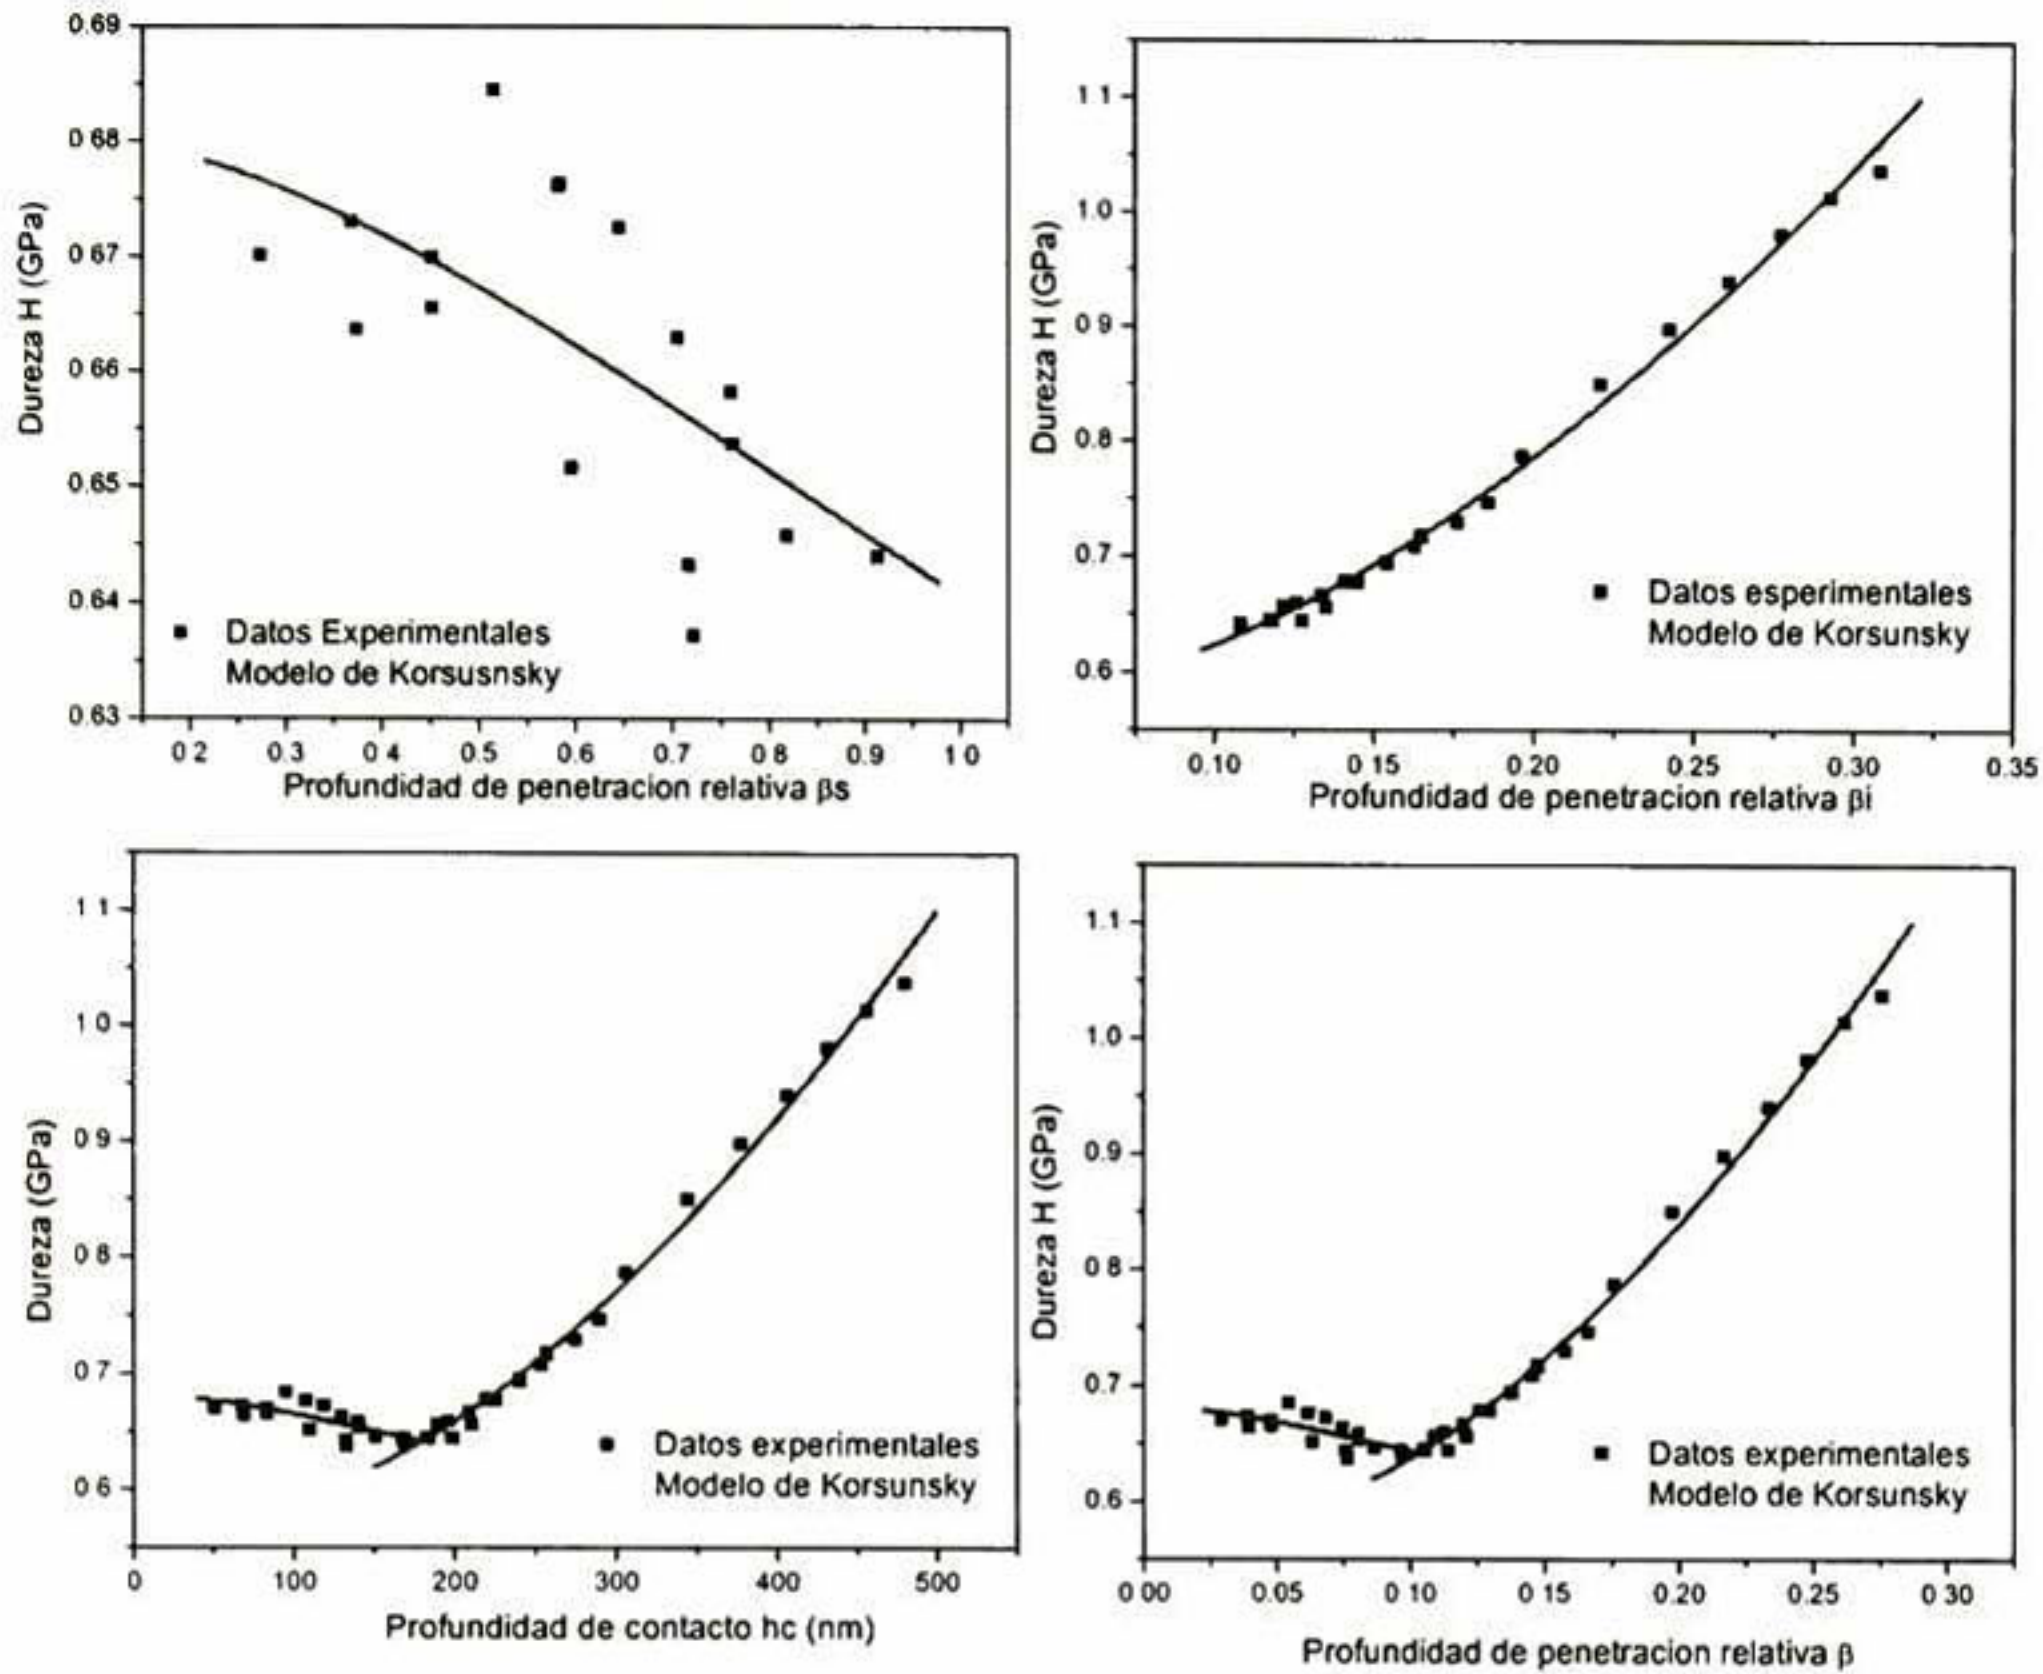 0.69
0 68
0.67
0.66
0.65
0.64
0.63
Dureza H (GPa)
Datos Experimentales
Modelo de Korsusnsky
0 2 0.3 0 4 0.5 0.6 0.7 0 8 0.9 1 0
Profundidad de penetracion relativa βs
1 1
1.0
0 9
0.8
0.7
0.6
Dureza H (GPa)
Datos esperimentales
Modelo de Korsunsky
0.10 0 15 0.20 0.25 0.30 0.35
Profundidad de penetracion relativa βi
1 1
1 0
0 9
0 8
0 7
0 6
Dureza (GPa)
Datos experimentales
Modelo de Korsunsky
0 100 200 300 400 500
Profundidad de contacto hc (nm)
1.1
1.0
0.9
0 8
0.7
0.6
Dureza H (GPa)
Datos experimentales
Modelo de Korsunsky
0 00 0.05 0 10 0.15 0.20 0.25 0 30
Profundidad de penetracion relativa β